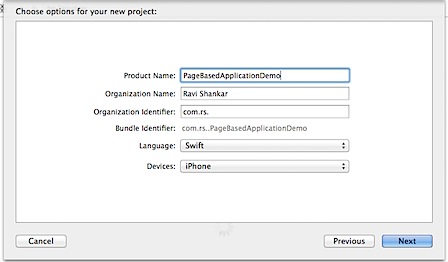 Choose options for your new project:
Product Name: PageBasedApplicationDemo
Organization Name: Ravi Shankar
Organization Identifier: com.rs.
Bundle Identifier: com.rs..PageBasedApplicationDemo
Language: Swift
Devices: iPhone
Cancel Previous Next